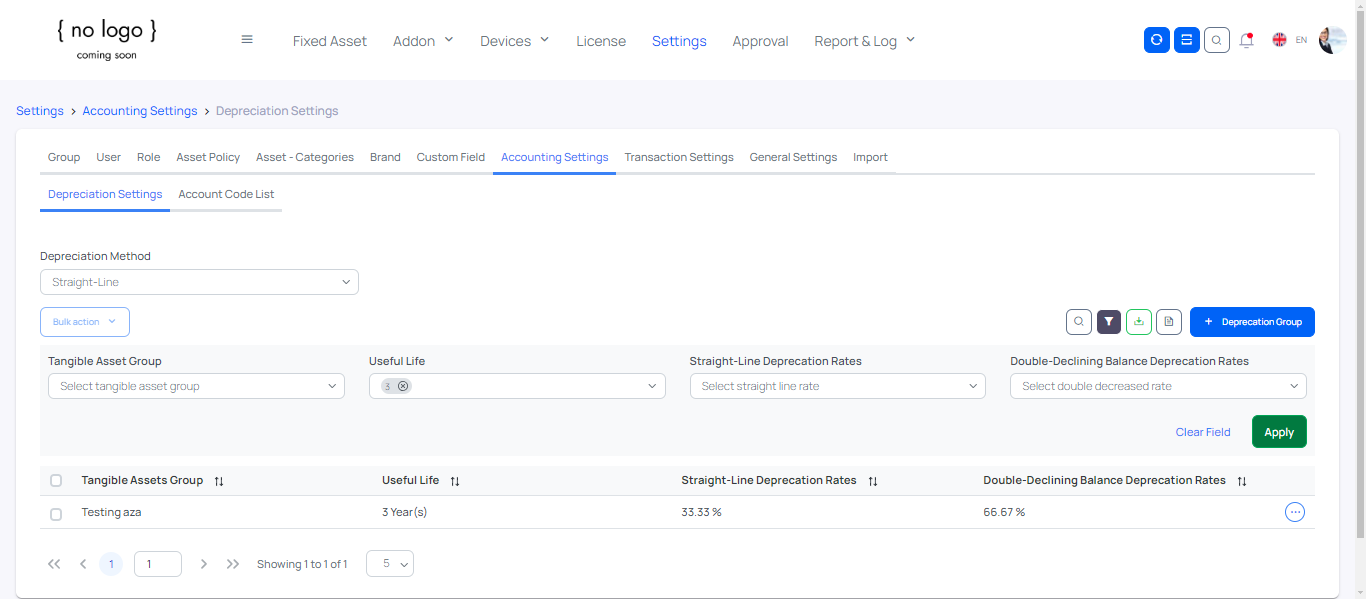 { no logo }
coming soon
Fixed Asset Addon Devices License Settings Approval Report & Log EN
Settings > Accounting Settings > Depreciation Settings
Group User Role Asset Policy Asset - Categories Brand Custom Field Accounting Settings Transaction Settings General Settings Import
Depreciation Settings Account Code List
Depreciation Method
Straight-Line
Bulk action + Deprecation Group
Tangible Asset Group Useful Life Straight-Line Deprecation Rates Double-Declining Balance Deprecation Rates
Select tangible asset group 3 Select straight line rate Select double decreased rate
Clear Field Apply
Tangible Assets Group Useful Life Straight-Line Deprecation Rates Double-Declining Balance Deprecation Rates
Testing aza 3 Year(s) 33.33 % 66.67 %
1 1 Showing 1 to 1 of 1 5